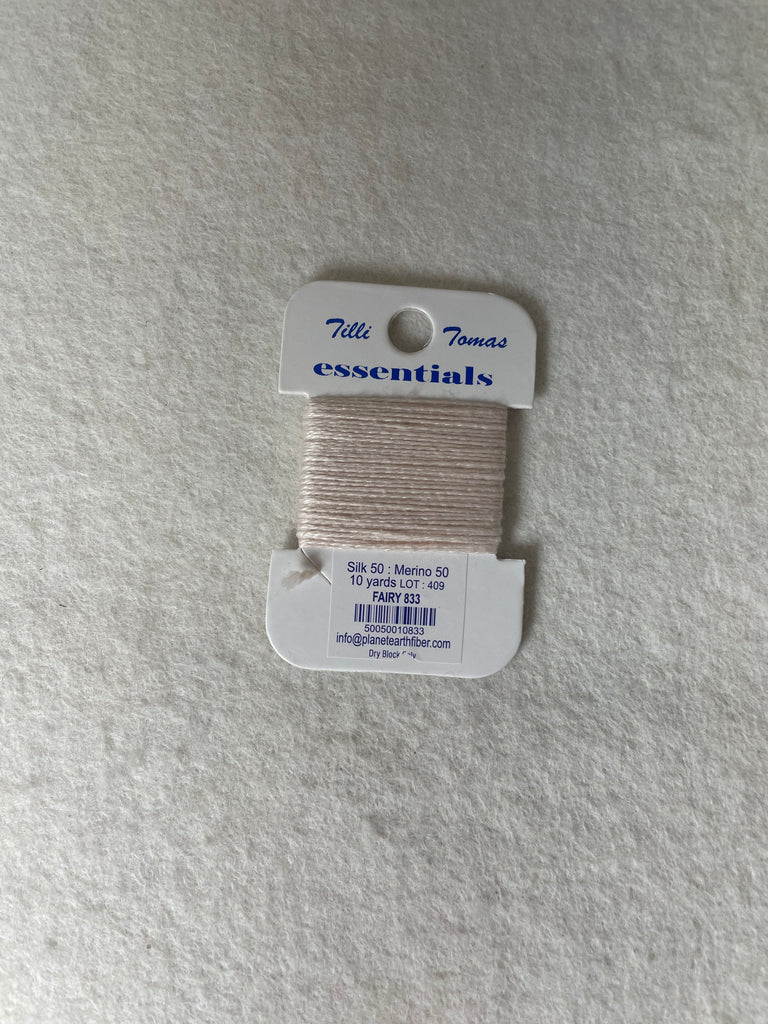 Tilli Tomas
essentials
Silk 50 : Merino 50
10 yards LOT : 409
FAIRY 833
50050010833
info@planetearthfiber.com
Dry Block Only